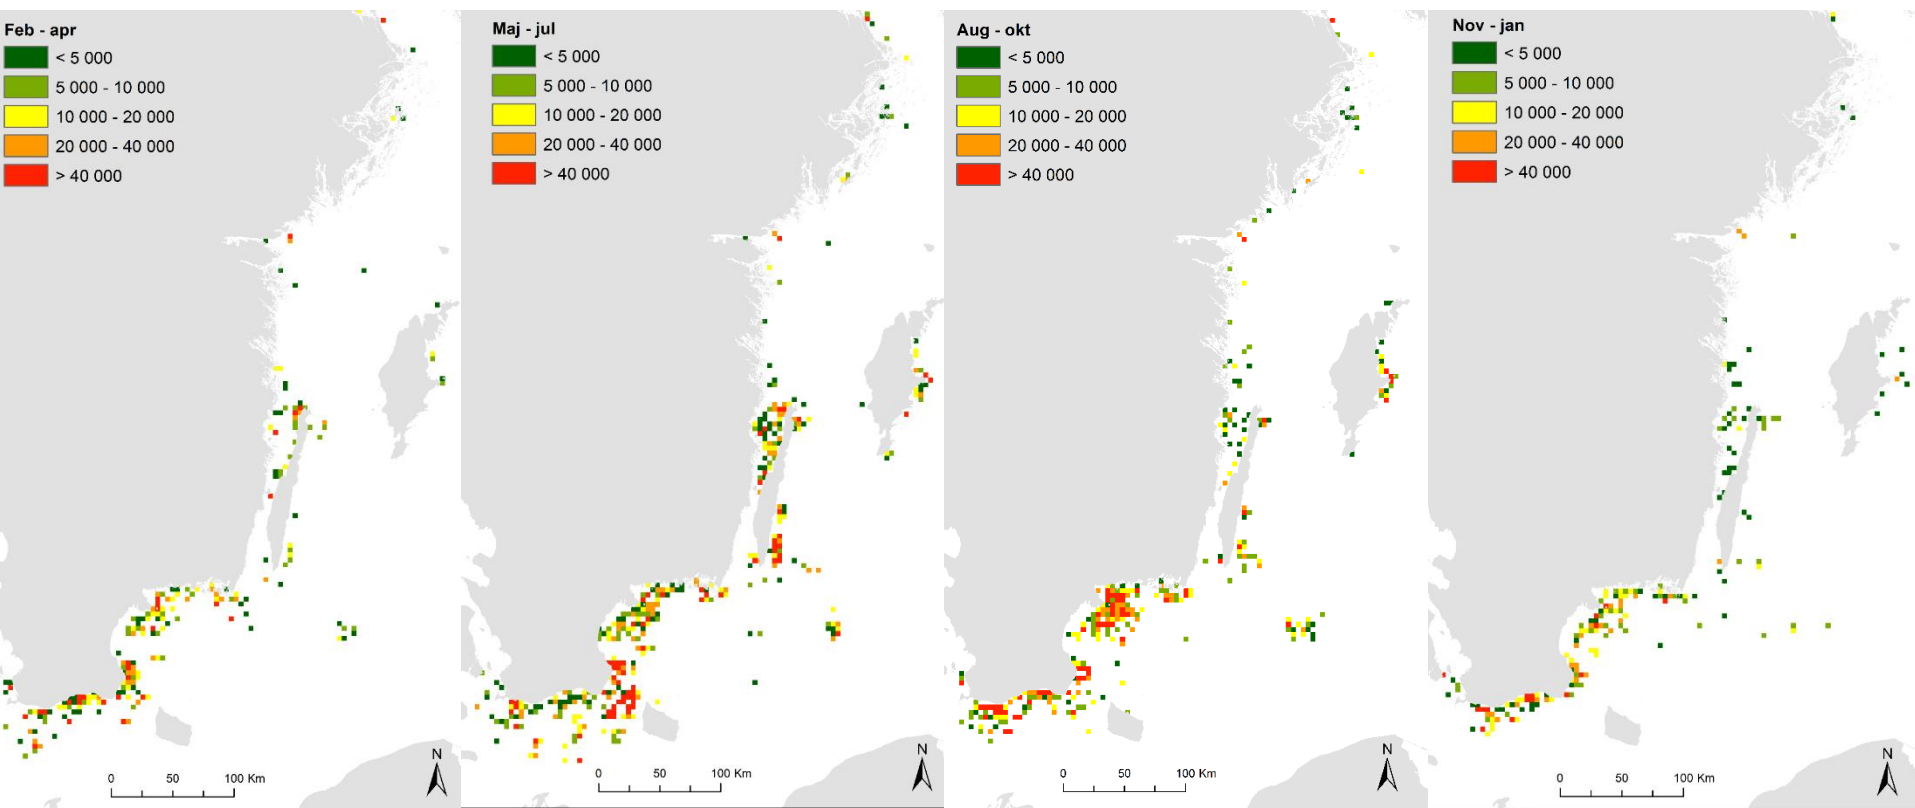 Feb - apr
< 5 000
5 000 - 10 000
10 000 - 20 000
20 000 - 40 000
> 40 000
N
0 50 100 Km
Maj - jul
< 5 000
5 000 - 10 000
10 000 - 20 000
20 000 - 40 000
> 40 000
N
0 50 100 Km
Aug - okt
< 5 000
5 000 - 10 000
10 000 - 20 000
20 000 - 40 000
> 40 000
N
0 50 100 Km
Nov - jan
< 5 000
5 000 - 10 000
10 000 - 20 000
20 000 - 40 000
> 40 000
N
0 50 100 Km